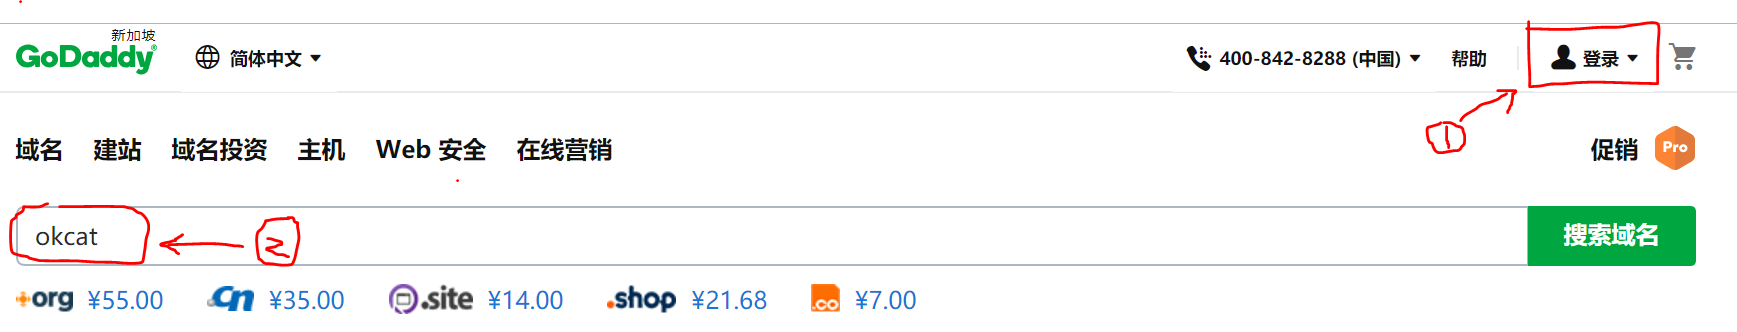 新加坡
GoDaddy 简体中文 400-842-8288 (中国) 帮助 登录
1
域名 建站 域名投资 主机 Web 安全 在线营销 促销 Pro
okcat 2 搜索域名
org ¥55.00 .cn ¥35.00 .site ¥14.00 .shop ¥21.68 .co ¥7.00